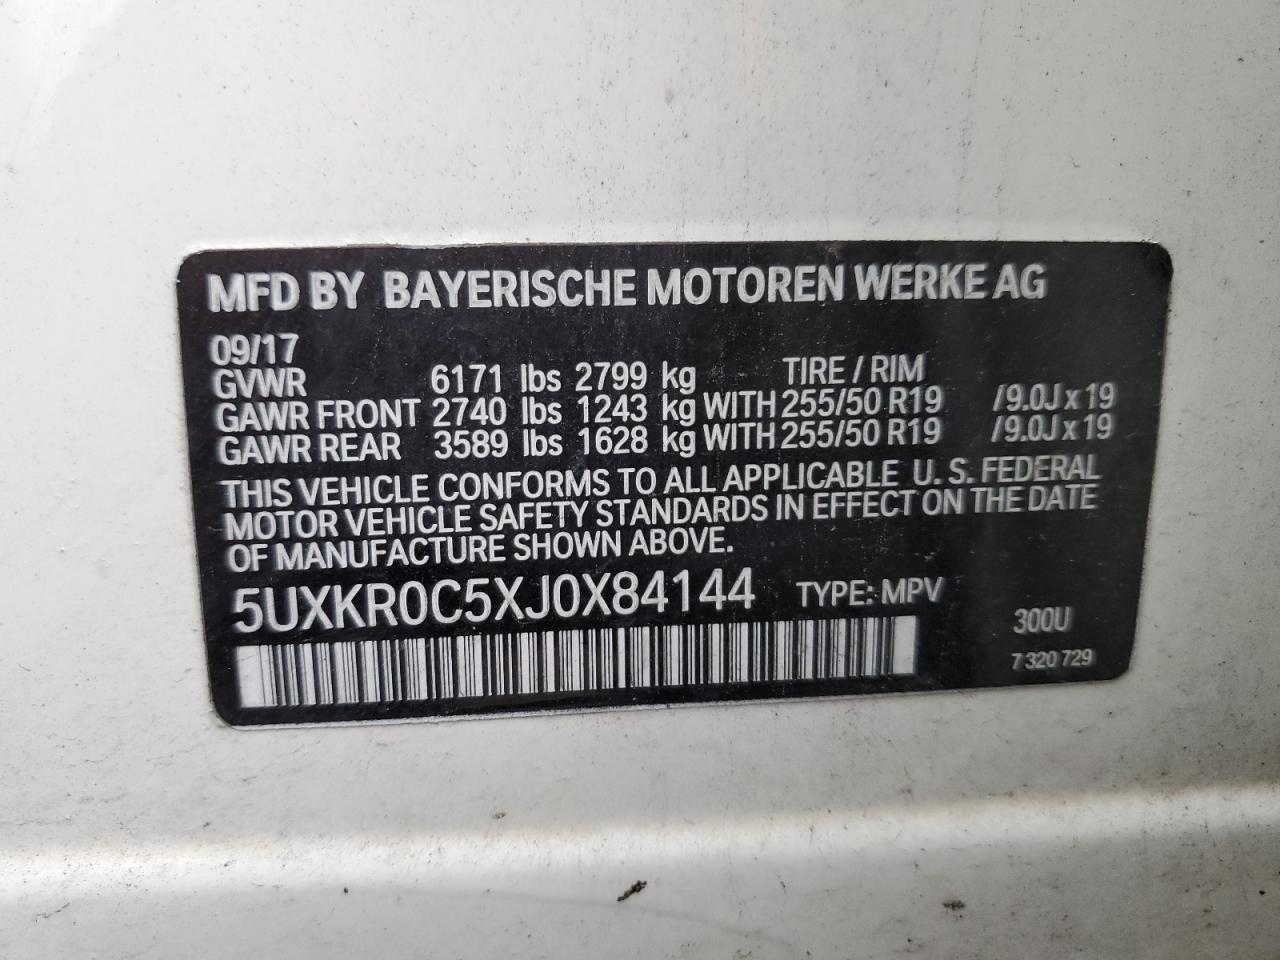 MFD BY BAYERISCHE MOTOREN WERKE AG
09/17
GVWR 6171 lbs 2799 kg TIRE / RIM
GAWR FRONT 2740 lbs 1243 kg WITH 255/50 R19 /9.0J x 19
GAWR REAR 3589 lbs 1628 kg WITH 255/50 R19 /9.0J x 19
THIS VEHICLE CONFORMS TO ALL APPLICABLE U. S. FEDERAL
MOTOR VEHICLE SAFETY STANDARDS IN EFFECT ON THE DATE
OF MANUFACTURE SHOWN ABOVE.
5UXKR0C5XJ0X84144 TYPE: MPV
300U
7 320 729